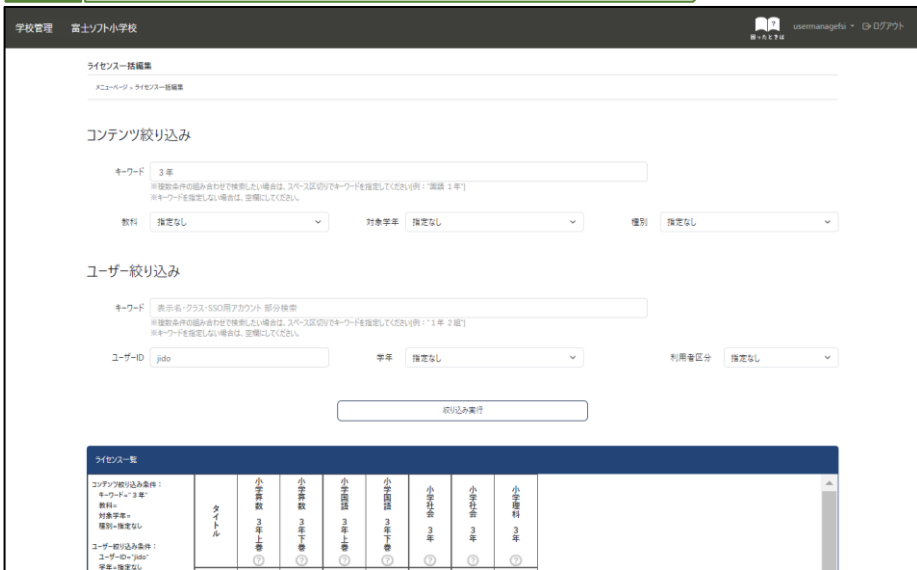 学校管理 富士ソフト小学校
困ったときは
usermanagefsi ログアウト
ライセンス一括編集
メニューページ > ライセンス一括編集
コンテンツ絞り込み
キーワード 3年
※複数条件の組み合わせで検索したい場合は、スペース区切りでキーワードを指定してください(例："国語 1年")
※キーワードを指定しない場合は、空欄にしてください。
教科 指定なし 対象学年 指定なし 種別 指定なし
ユーザー絞り込み
キーワード 表示名・クラス・SSO用アカウント 部分検索
※複数条件の組み合わせで検索したい場合は、スペース区切りでキーワードを指定してください(例："1年 2組")
※キーワードを指定しない場合は、空欄にしてください。
ユーザーID jido 学年 指定なし 利用者区分 指定なし
絞り込み実行
ライセンス一覧
コンテンツ絞り込み条件：
キーワード="3年"
教科=
対象学年=
種別=指定なし
ユーザー絞り込み条件：
ユーザーID="jido"
学年=指定なし
タイトル
小学算数 3年上巻
小学算数 3年下巻
小学国語 3年上巻
小学国語 3年下巻
小学社会 3年
小学社会 3年
小学理科 3年